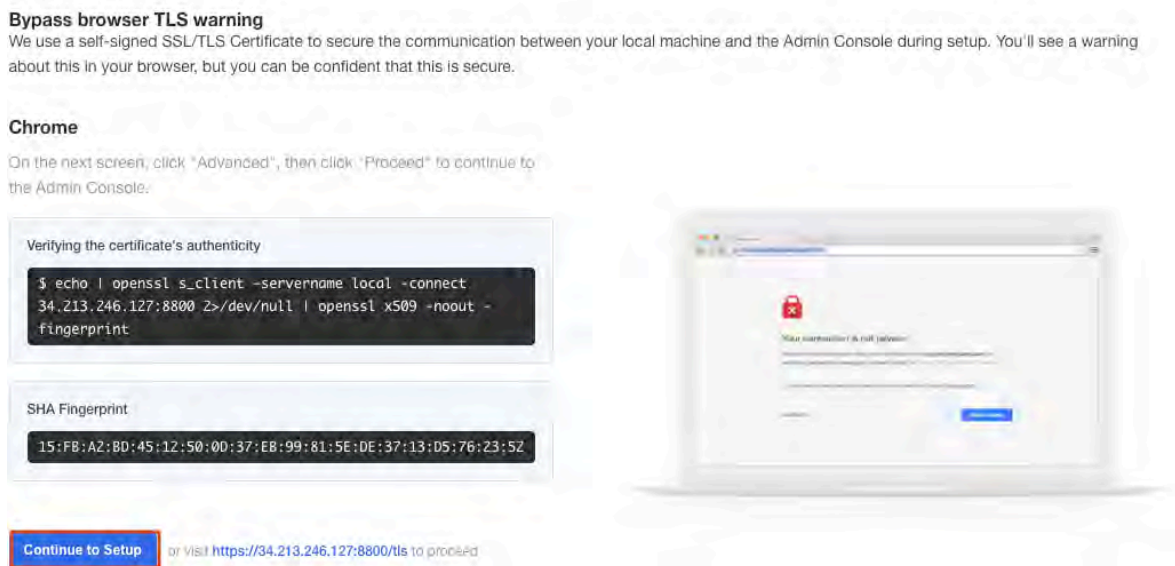 Bypass browser TLS warning
We use a self-signed SSL/TLS Certificate to secure the communication between your local machine and the Admin Console during setup. You'll see a warning
about this in your browser, but you can be confident that this is secure.
Chrome
On the next screen, click "Advanced", then click "Proceed" to continue to
the Admin Console.
Verifying the certificate's authenticity
$ echo | openssl s_client -servername local -connect
34.213.246.127:8800 2>/dev/null | openssl x509 -noout -
fingerprint
SHA Fingerprint
15:FB:A2:BD:45:12:50:0D:37:EB:99:81:5E:DE:37:13:D5:76:23:52
Your connection is not private
Continue to Setup or visit https://34.213.246.127:8800/tls to proceed